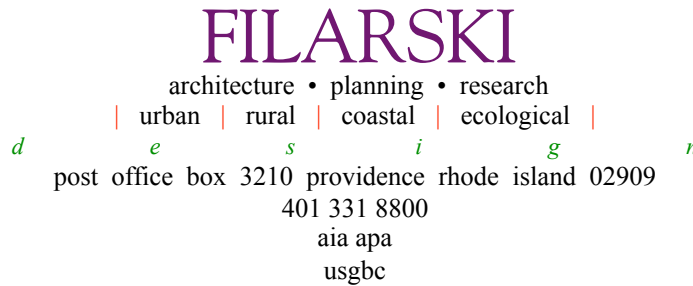 FILARSKI
architecture • planning • research
| urban | rural | coastal | ecological |
d e s i g n
post office box 3210 providence rhode island 02909
401 331 8800
aia apa
usgbc